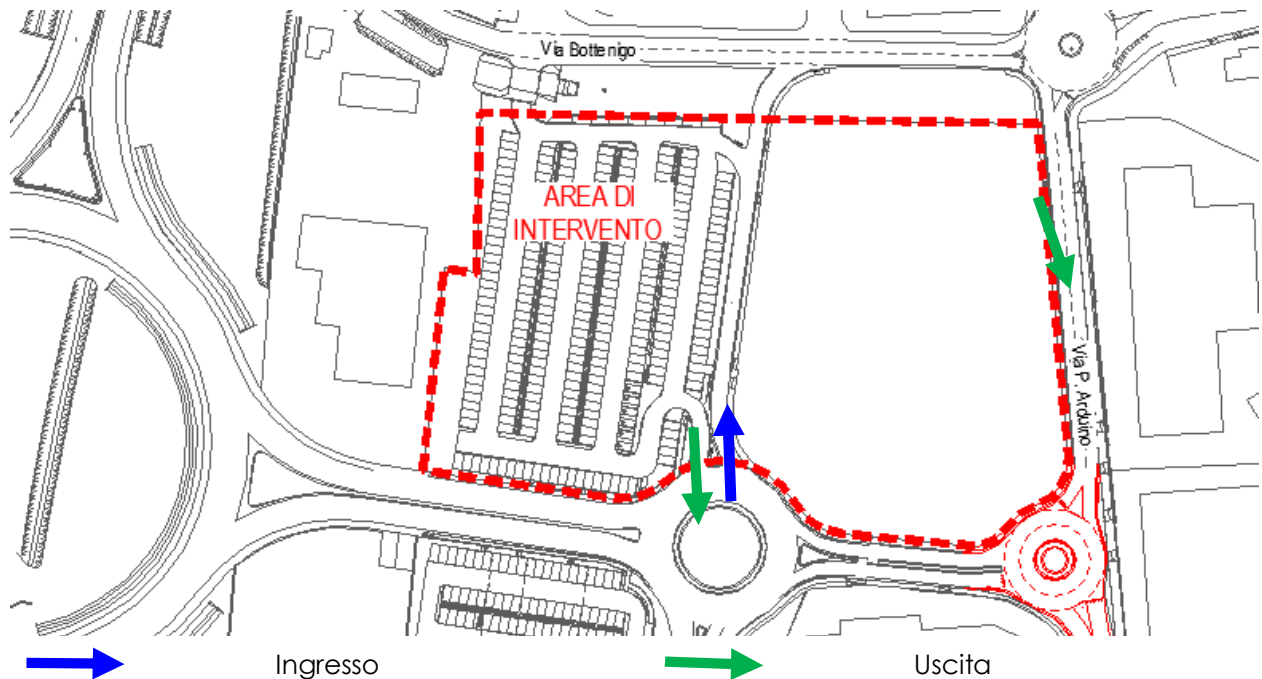 Via Bottenigo
AREA DI
INTERVENTO
Via P. Arduino
Ingresso
Uscita